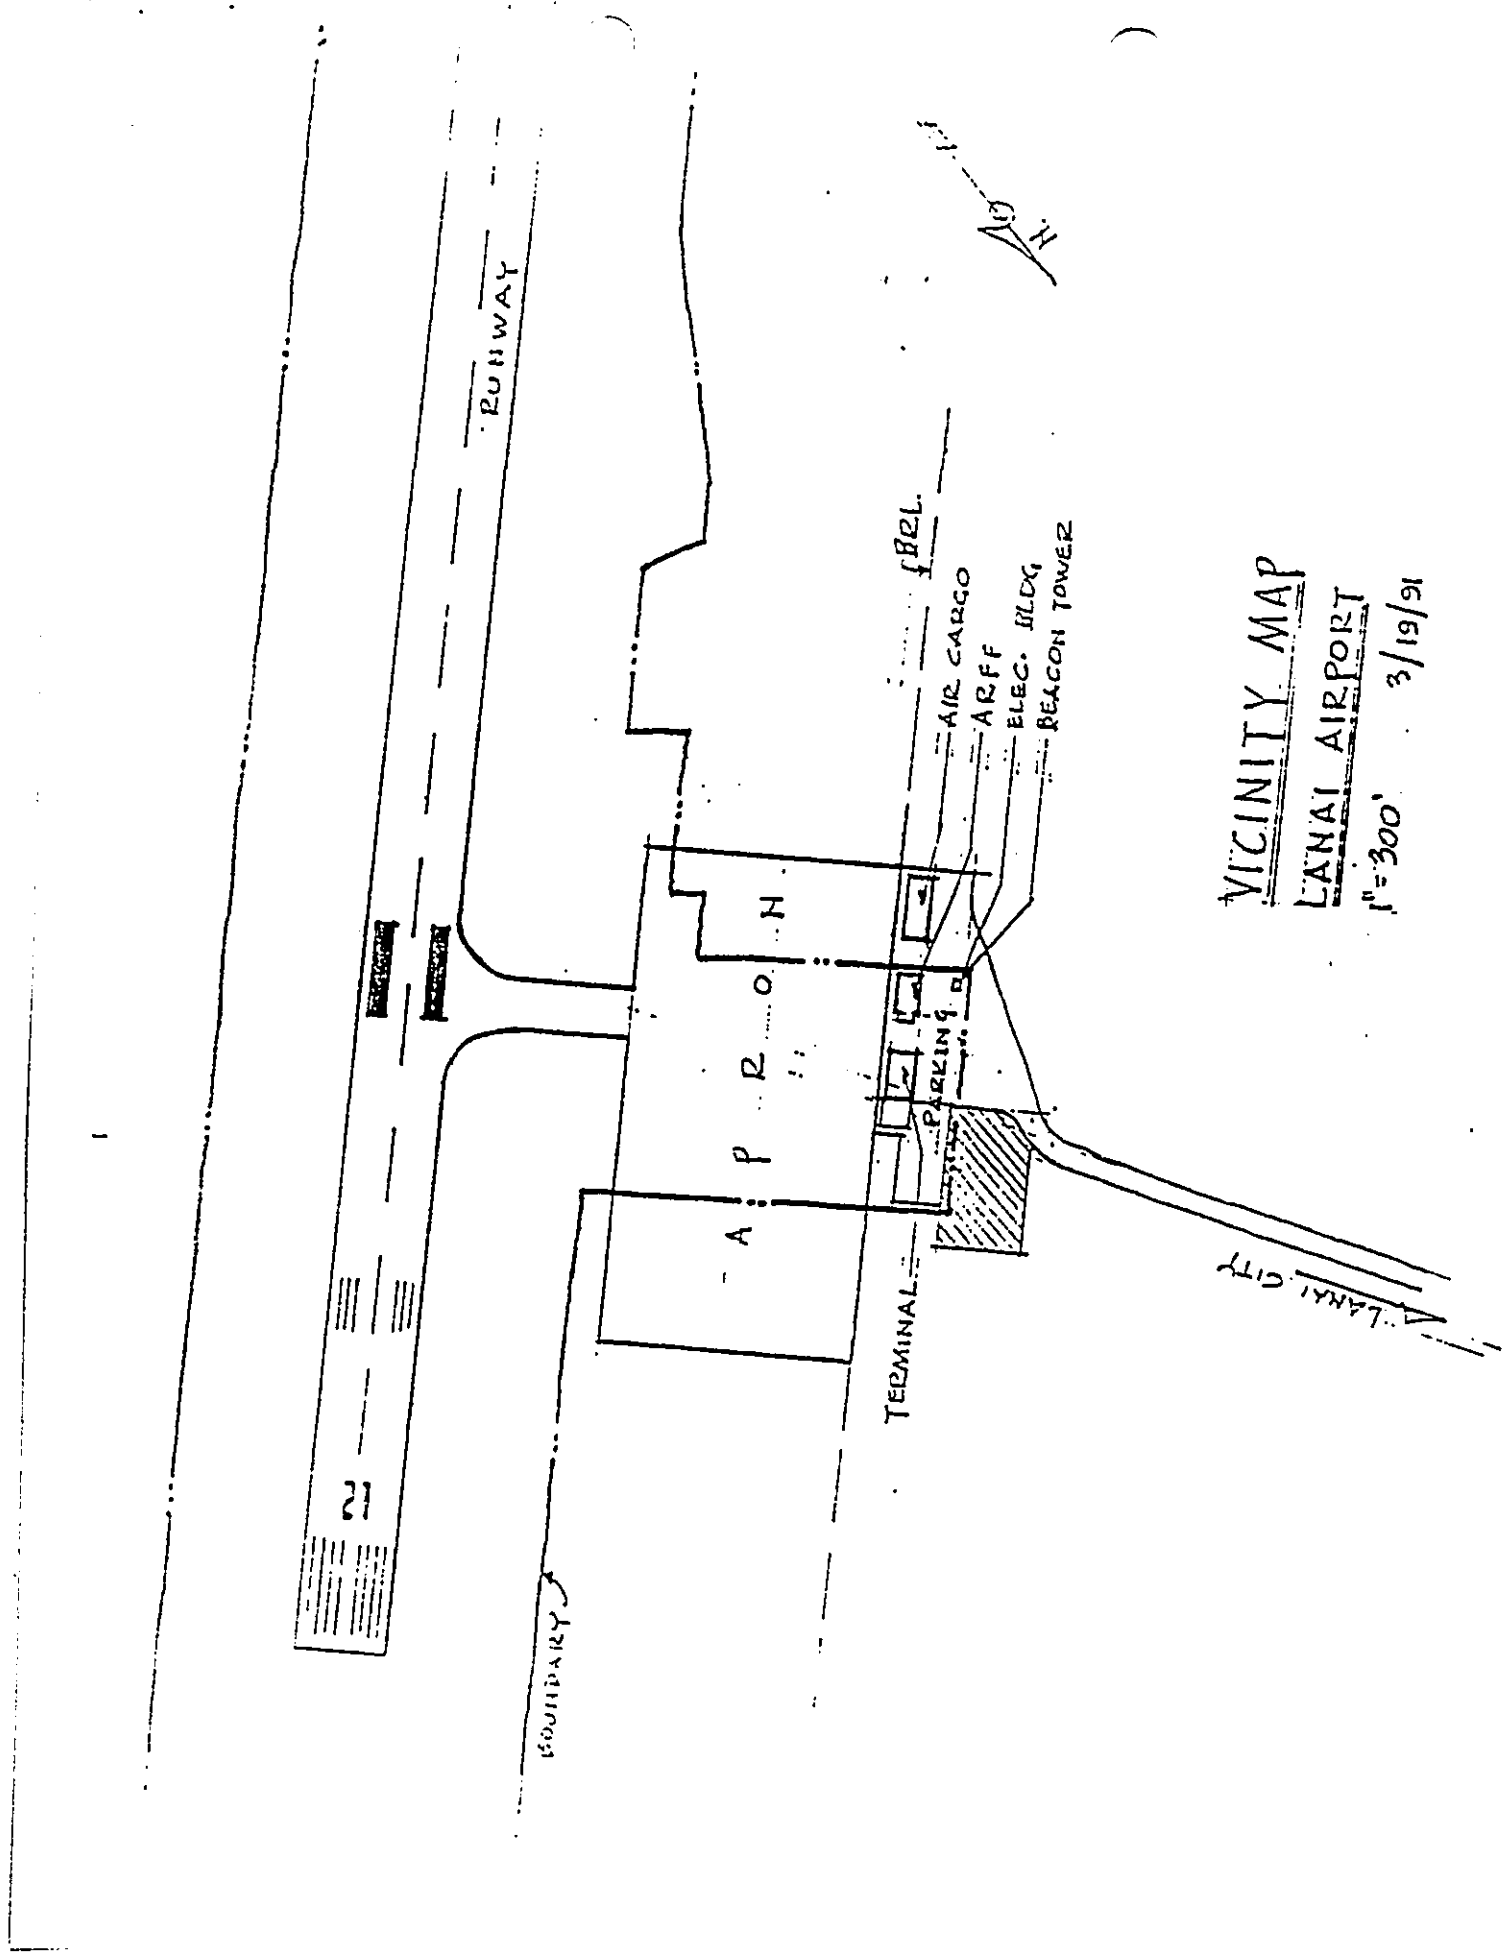 RUNWAY
BRL.
AIR CARGO
ARFF
ELEC. BLDG
BEACON TOWER
APRON
PARKING
TERMINAL
BOUNDARY
LANAI CITY
N.
VICINITY MAP
LANAI AIRPORT
1"=300' 3/19/91